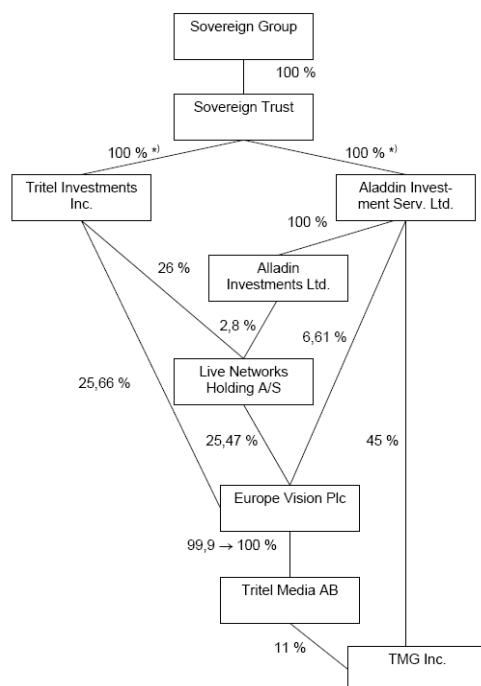 Sovereign Group
100 %
Sovereign Trust
100 % *)
100 % *)
Tritel Investments
Inc.
Aladdin Invest-
ment Serv. Ltd.
100 %
26 %
Alladin
Investments Ltd.
2,8 %
6,61 %
Live Networks
Holding A/S
25,66 %
25,47 %
45 %
Europe Vision Plc
99,9 → 100 %
Tritel Media AB
11 %
TMG Inc.